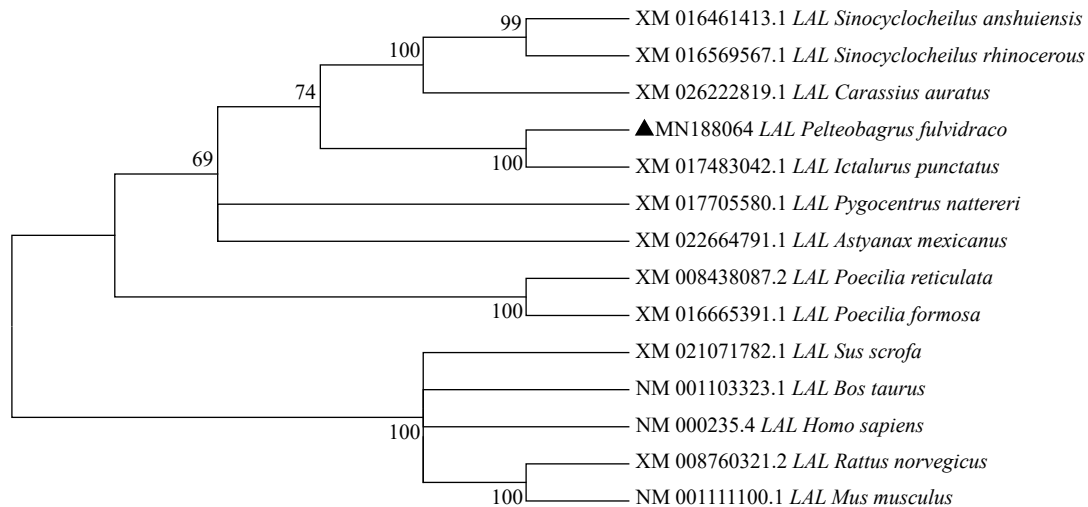 XM 016461413.1 LAL Sinocyclocheilus anshuiensis
99
XM 016569567.1 LAL Sinocyclocheilus rhinocerous
100
XM 026222819.1 LAL Carassius auratus
74
▲MN188064 LAL Pelteobagrus fulvidraco
100
XM 017483042.1 LAL Ictalurus punctatus
69
XM 017705580.1 LAL Pygocentrus nattereri
XM 022664791.1 LAL Astyanax mexicanus
XM 008438087.2 LAL Poecilia reticulata
100
XM 016665391.1 LAL Poecilia formosa
XM 021071782.1 LAL Sus scrofa
NM 001103323.1 LAL Bos taurus
NM 000235.4 LAL Homo sapiens
100
XM 008760321.2 LAL Rattus norvegicus
100
NM 001111100.1 LAL Mus musculus